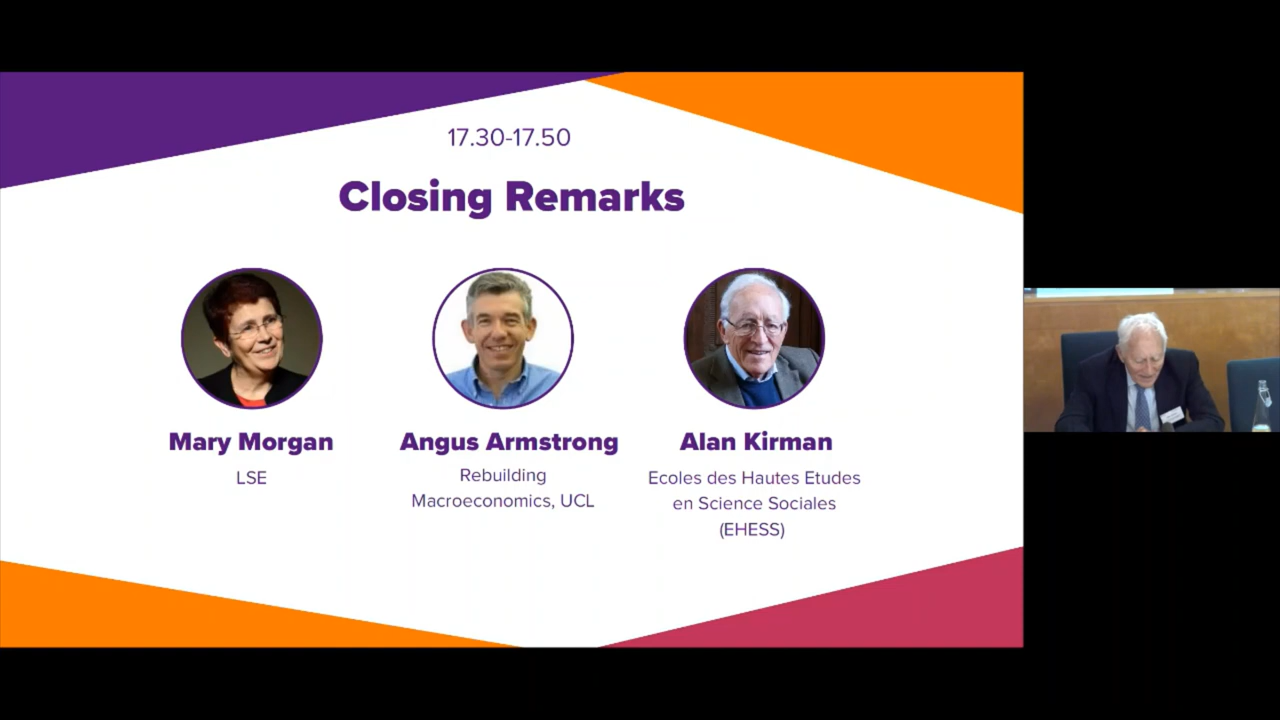 17.30-17.50
Closing Remarks
Mary Morgan
LSE
Angus Armstrong
Rebuilding
Macroeconomics, UCL
Alan Kirman
Ecoles des Hautes Etudes
en Science Sociales
(EHESS)